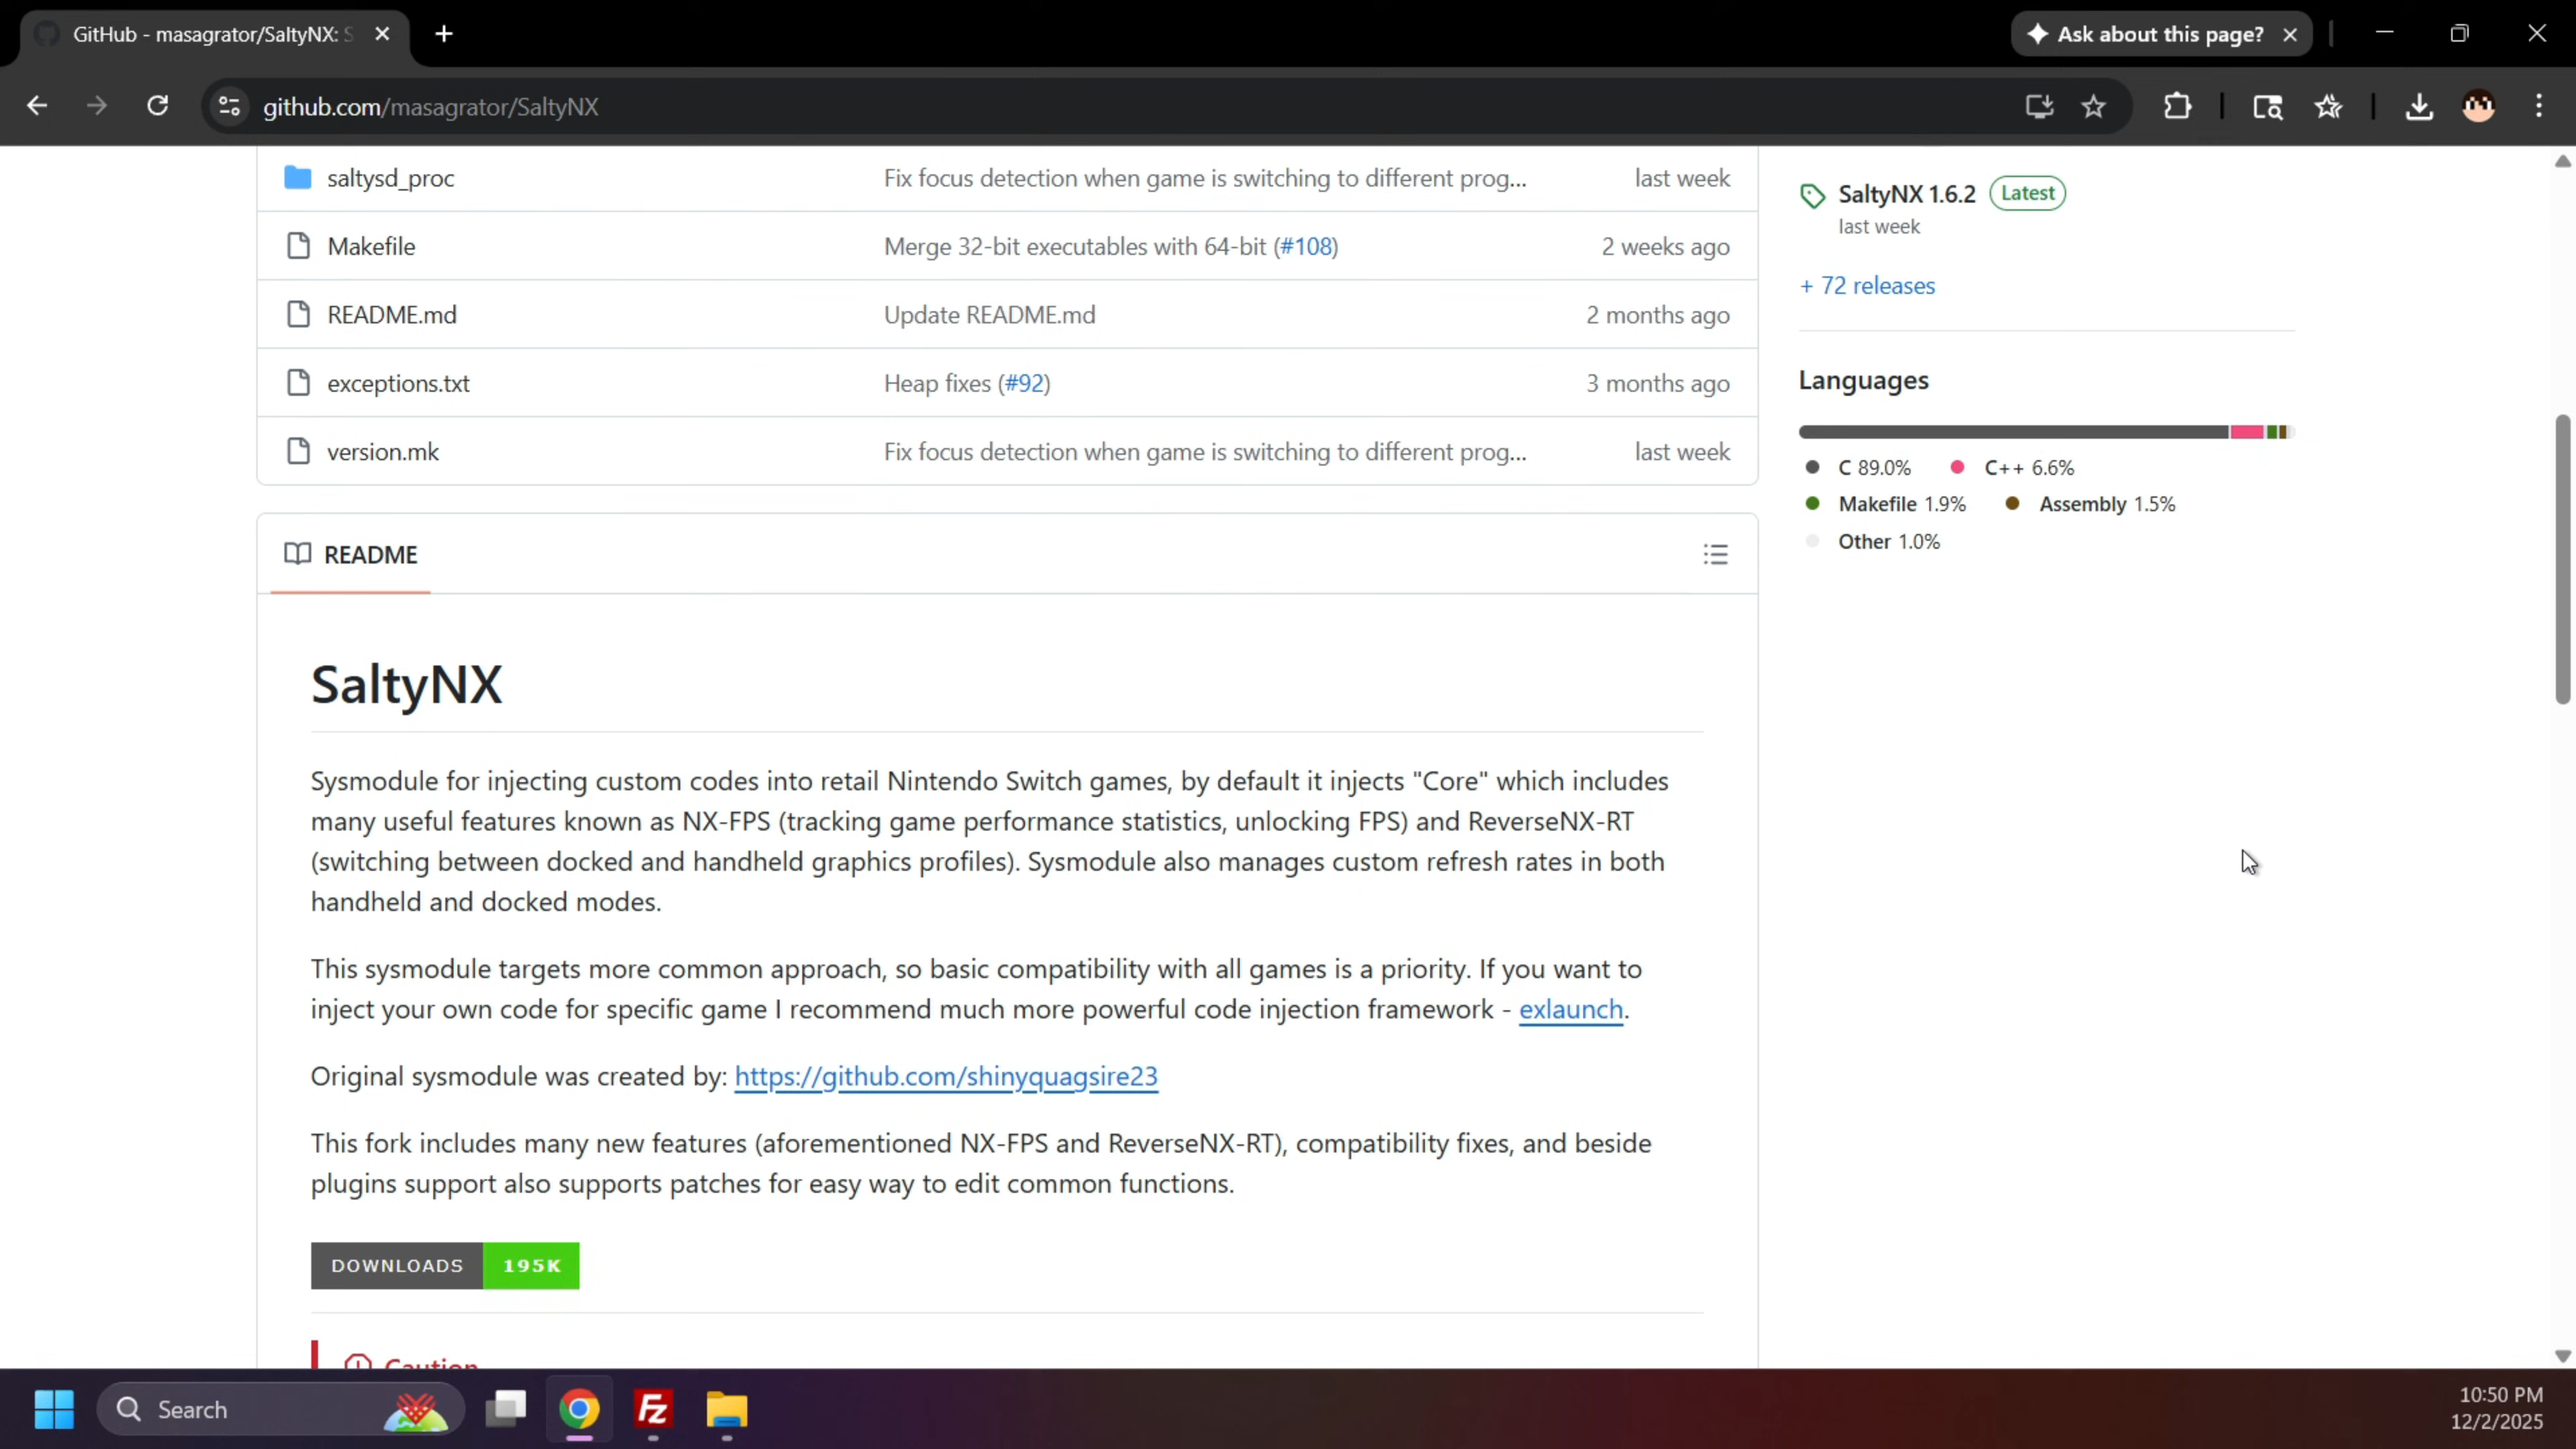 GitHub - masagrator/SaltyNX: S
Ask about this page?
github.com/masagrator/SaltyNX
saltysd_proc Fix focus detection when game is switching to different prog... last week
Makefile Merge 32-bit executables with 64-bit (#108) 2 weeks ago
README.md Update README.md 2 months ago
exceptions.txt Heap fixes (#92) 3 months ago
version.mk Fix focus detection when game is switching to different prog... last week
README
SaltyNX
Sysmodule for injecting custom codes into retail Nintendo Switch games, by default it injects "Core" which includes
many useful features known as NX-FPS (tracking game performance statistics, unlocking FPS) and ReverseNX-RT
(switching between docked and handheld graphics profiles). Sysmodule also manages custom refresh rates in both
handheld and docked modes.
This sysmodule targets more common approach, so basic compatibility with all games is a priority. If you want to
inject your own code for specific game I recommend much more powerful code injection framework - exlaunch.
Original sysmodule was created by: https://github.com/shinyquagsire23
This fork includes many new features (aforementioned NX-FPS and ReverseNX-RT), compatibility fixes, and beside
plugins support also supports patches for easy way to edit common functions.
DOWNLOADS 195K
Caution
SaltyNX 1.6.2 Latest
last week
+ 72 releases
Languages
C 89.0% C++ 6.6%
Makefile 1.9% Assembly 1.5%
Other 1.0%
Search
Fz
10:50 PM
12/2/2025